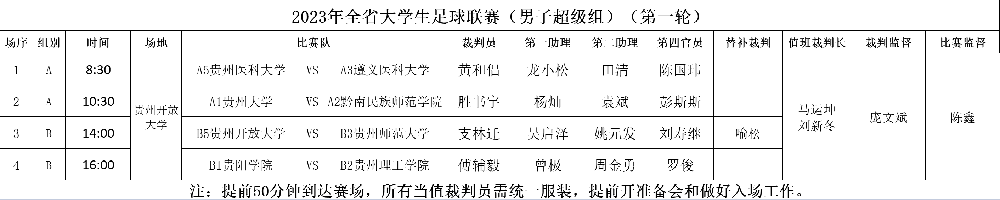 2023年全省大学生足球联赛（男子超级组）（第一轮）
场序 组别 时间 场地 比赛队 裁判员 第一助理 第二助理 第四官员 替补裁判 值班裁判长 裁判监督 比赛监督
1 A 8:30 A5贵州医科大学 VS A3遵义医科大学 黄和侣 龙小松 田清 陈国玮
2 A 10:30 A1贵州大学 VS A2黔南民族师范学院 胜书宇 杨灿 袁斌 彭斯斯
贵州开放
大学
马运坤
刘新冬
庞文斌
陈鑫
3 B 14:00 B5贵州开放大学 VS B3贵州师范大学 支林迁 吴启泽 姚元发 刘寿继 喻松
4 B 16:00 B1贵阳学院 VS B2贵州理工学院 傅辅毅 曾极 周金勇 罗俊
注：提前50分钟到达赛场，所有当值裁判员需统一服装，提前开准备会和做好入场工作。